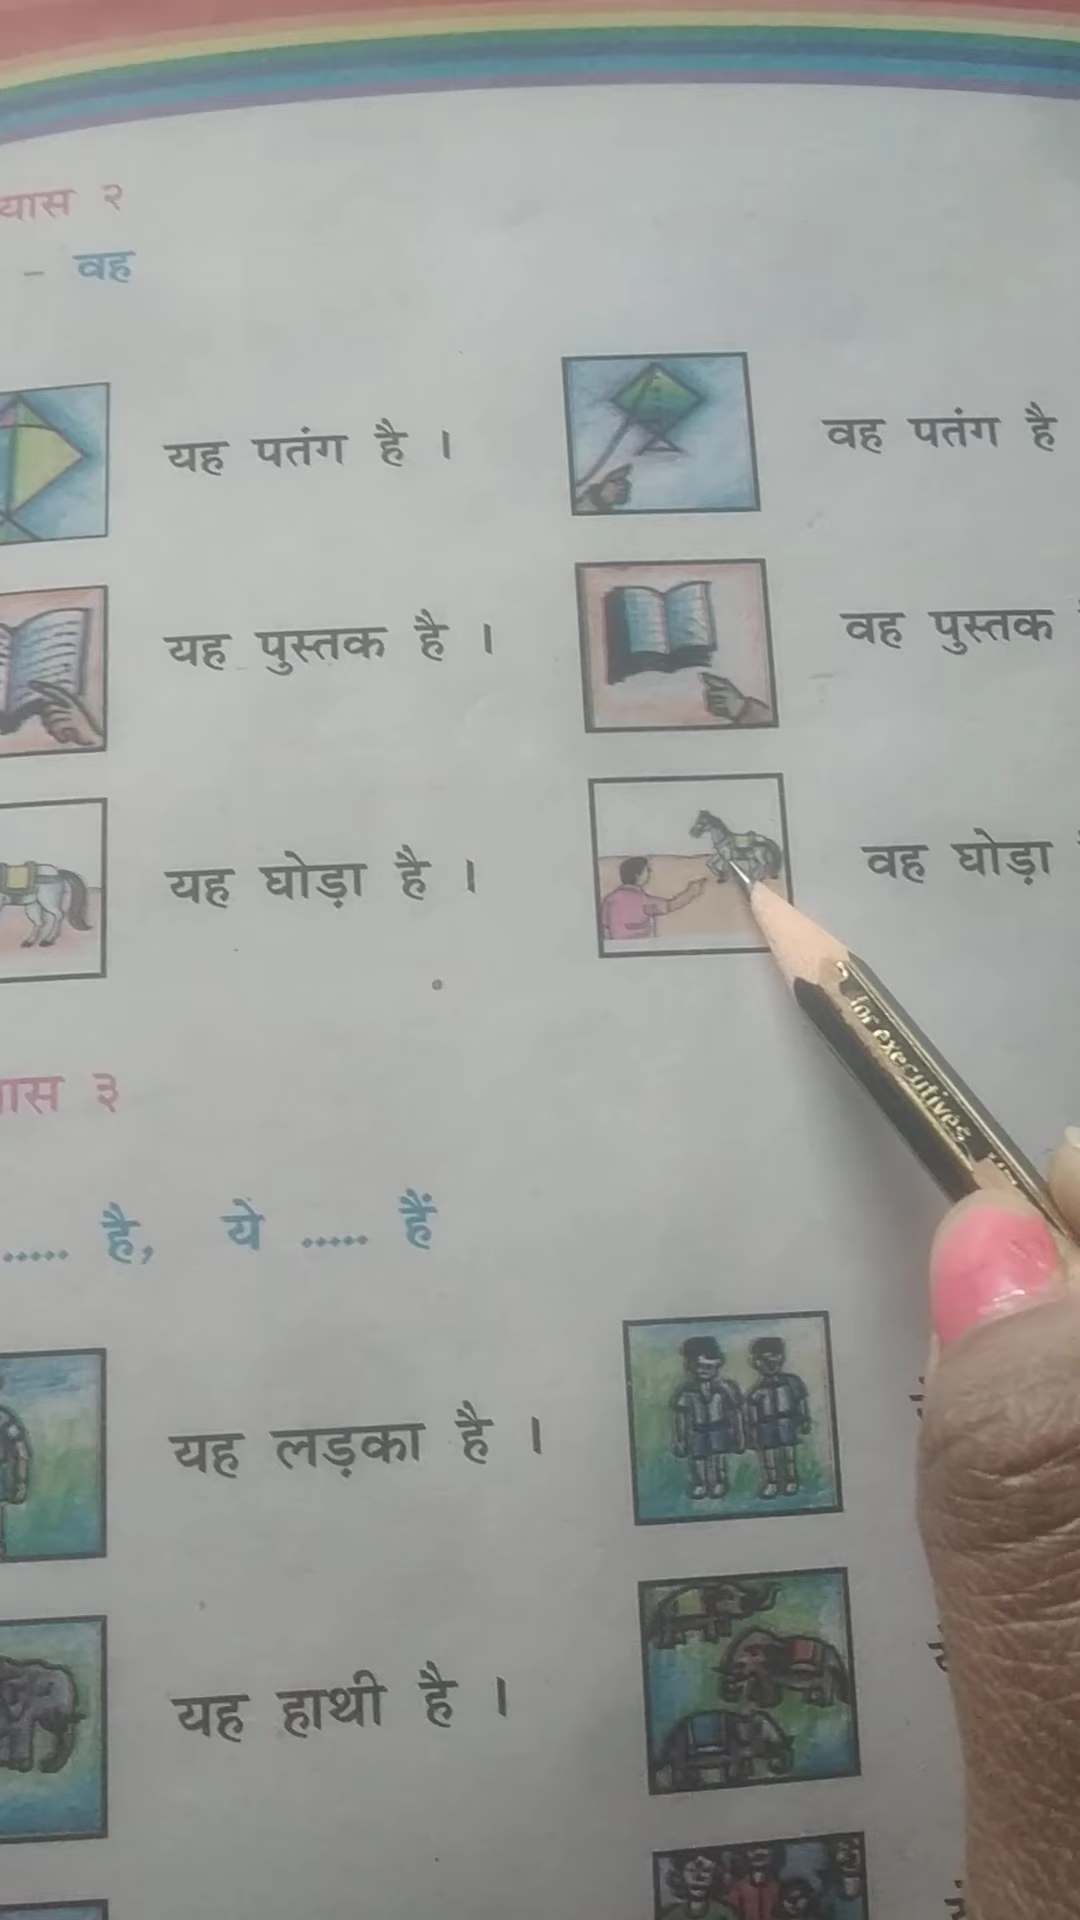 यास २
- वह
यह पतंग है ।
वह पतंग है
यह पुस्तक है ।
वह पुस्तक
यह घोड़ा है ।
वह घोड़ा
for executives
ास ३
..... है, ये ..... हैं
यह लड़का है ।
यह हाथी है ।